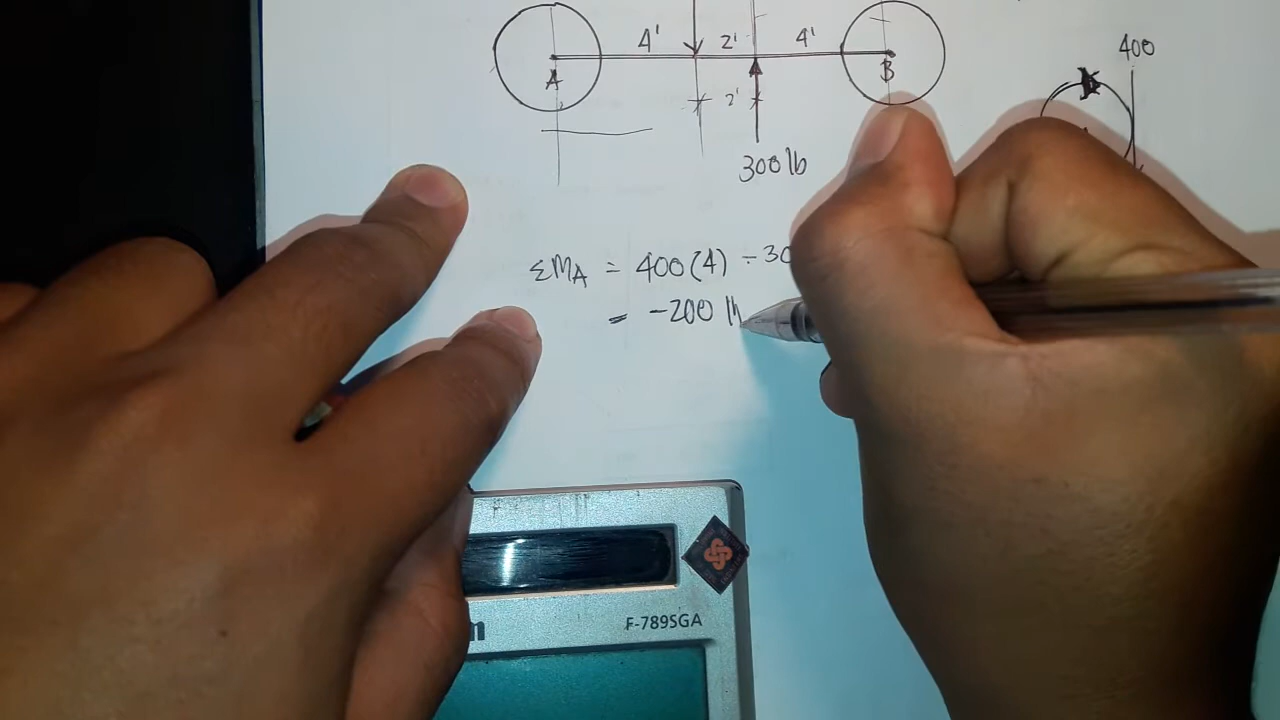 4' 2' 4'
400
A B
2'
300 lb
ΣMA = 400(4) - 30
= -200 lb
F-789SGA